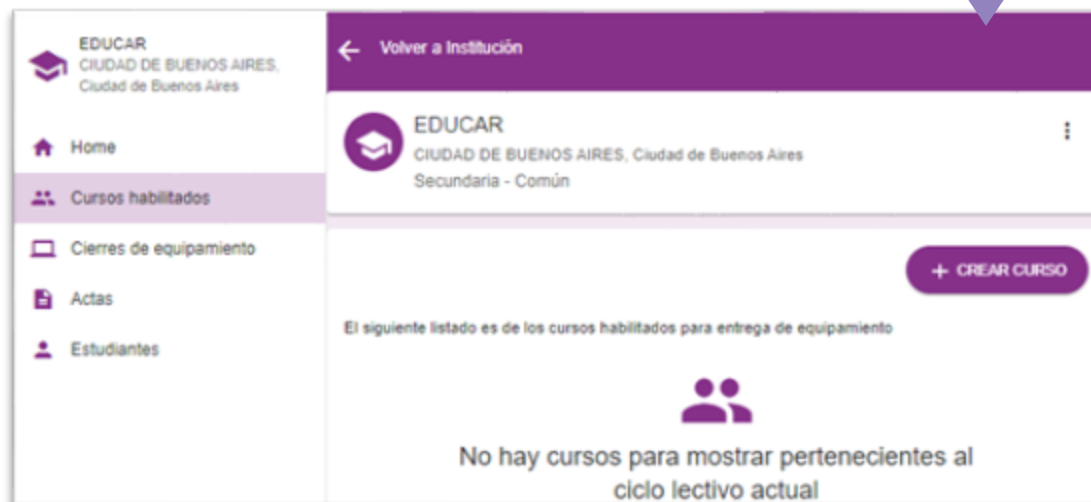 EDUCAR
CIUDAD DE BUENOS AIRES,
Ciudad de Buenos Aires
Home
Cursos habilitados
Cierres de equipamiento
Actas
Estudiantes
Volver a Institución
EDUCAR
CIUDAD DE BUENOS AIRES, Ciudad de Buenos Aires
Secundaria - Común
+ CREAR CURSO
El siguiente listado es de los cursos habilitados para entrega de equipamiento
No hay cursos para mostrar pertenecientes al
ciclo lectivo actual